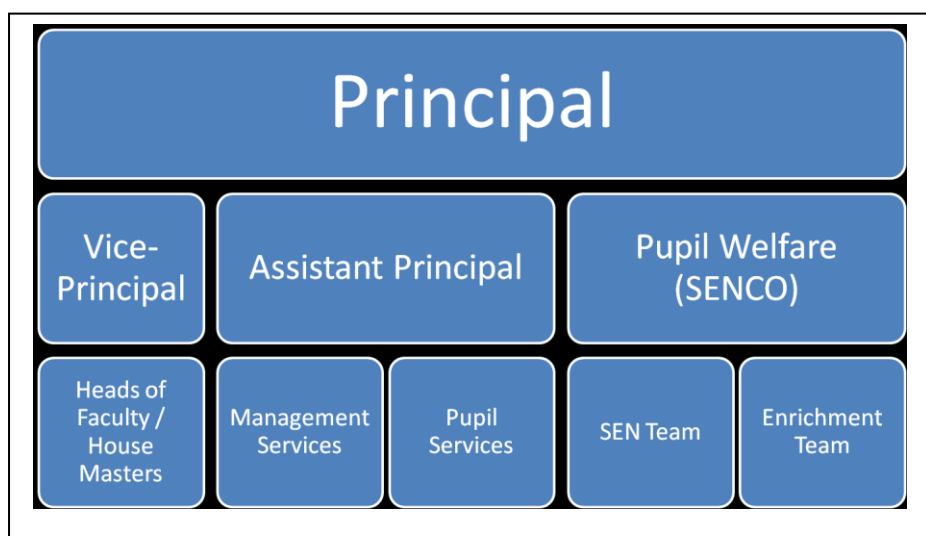 Principal
Vice-
Principal
Assistant Principal
Pupil Welfare
(SENCO)
Heads of
Faculty /
House
Masters
Management
Services
Pupil
Services
SEN Team
Enrichment
Team